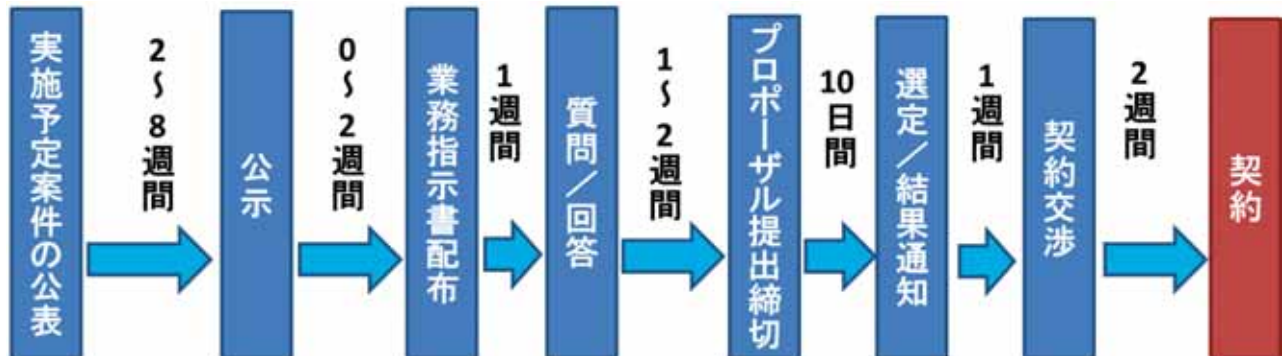 実施予定案件の公表
2～8週間
公示
0～2週間
業務指示書配布
1週間
質問／回答
1～2週間
プロポーザル提出締切
10日間
選定／結果通知
1週間
契約交渉
2週間
契約